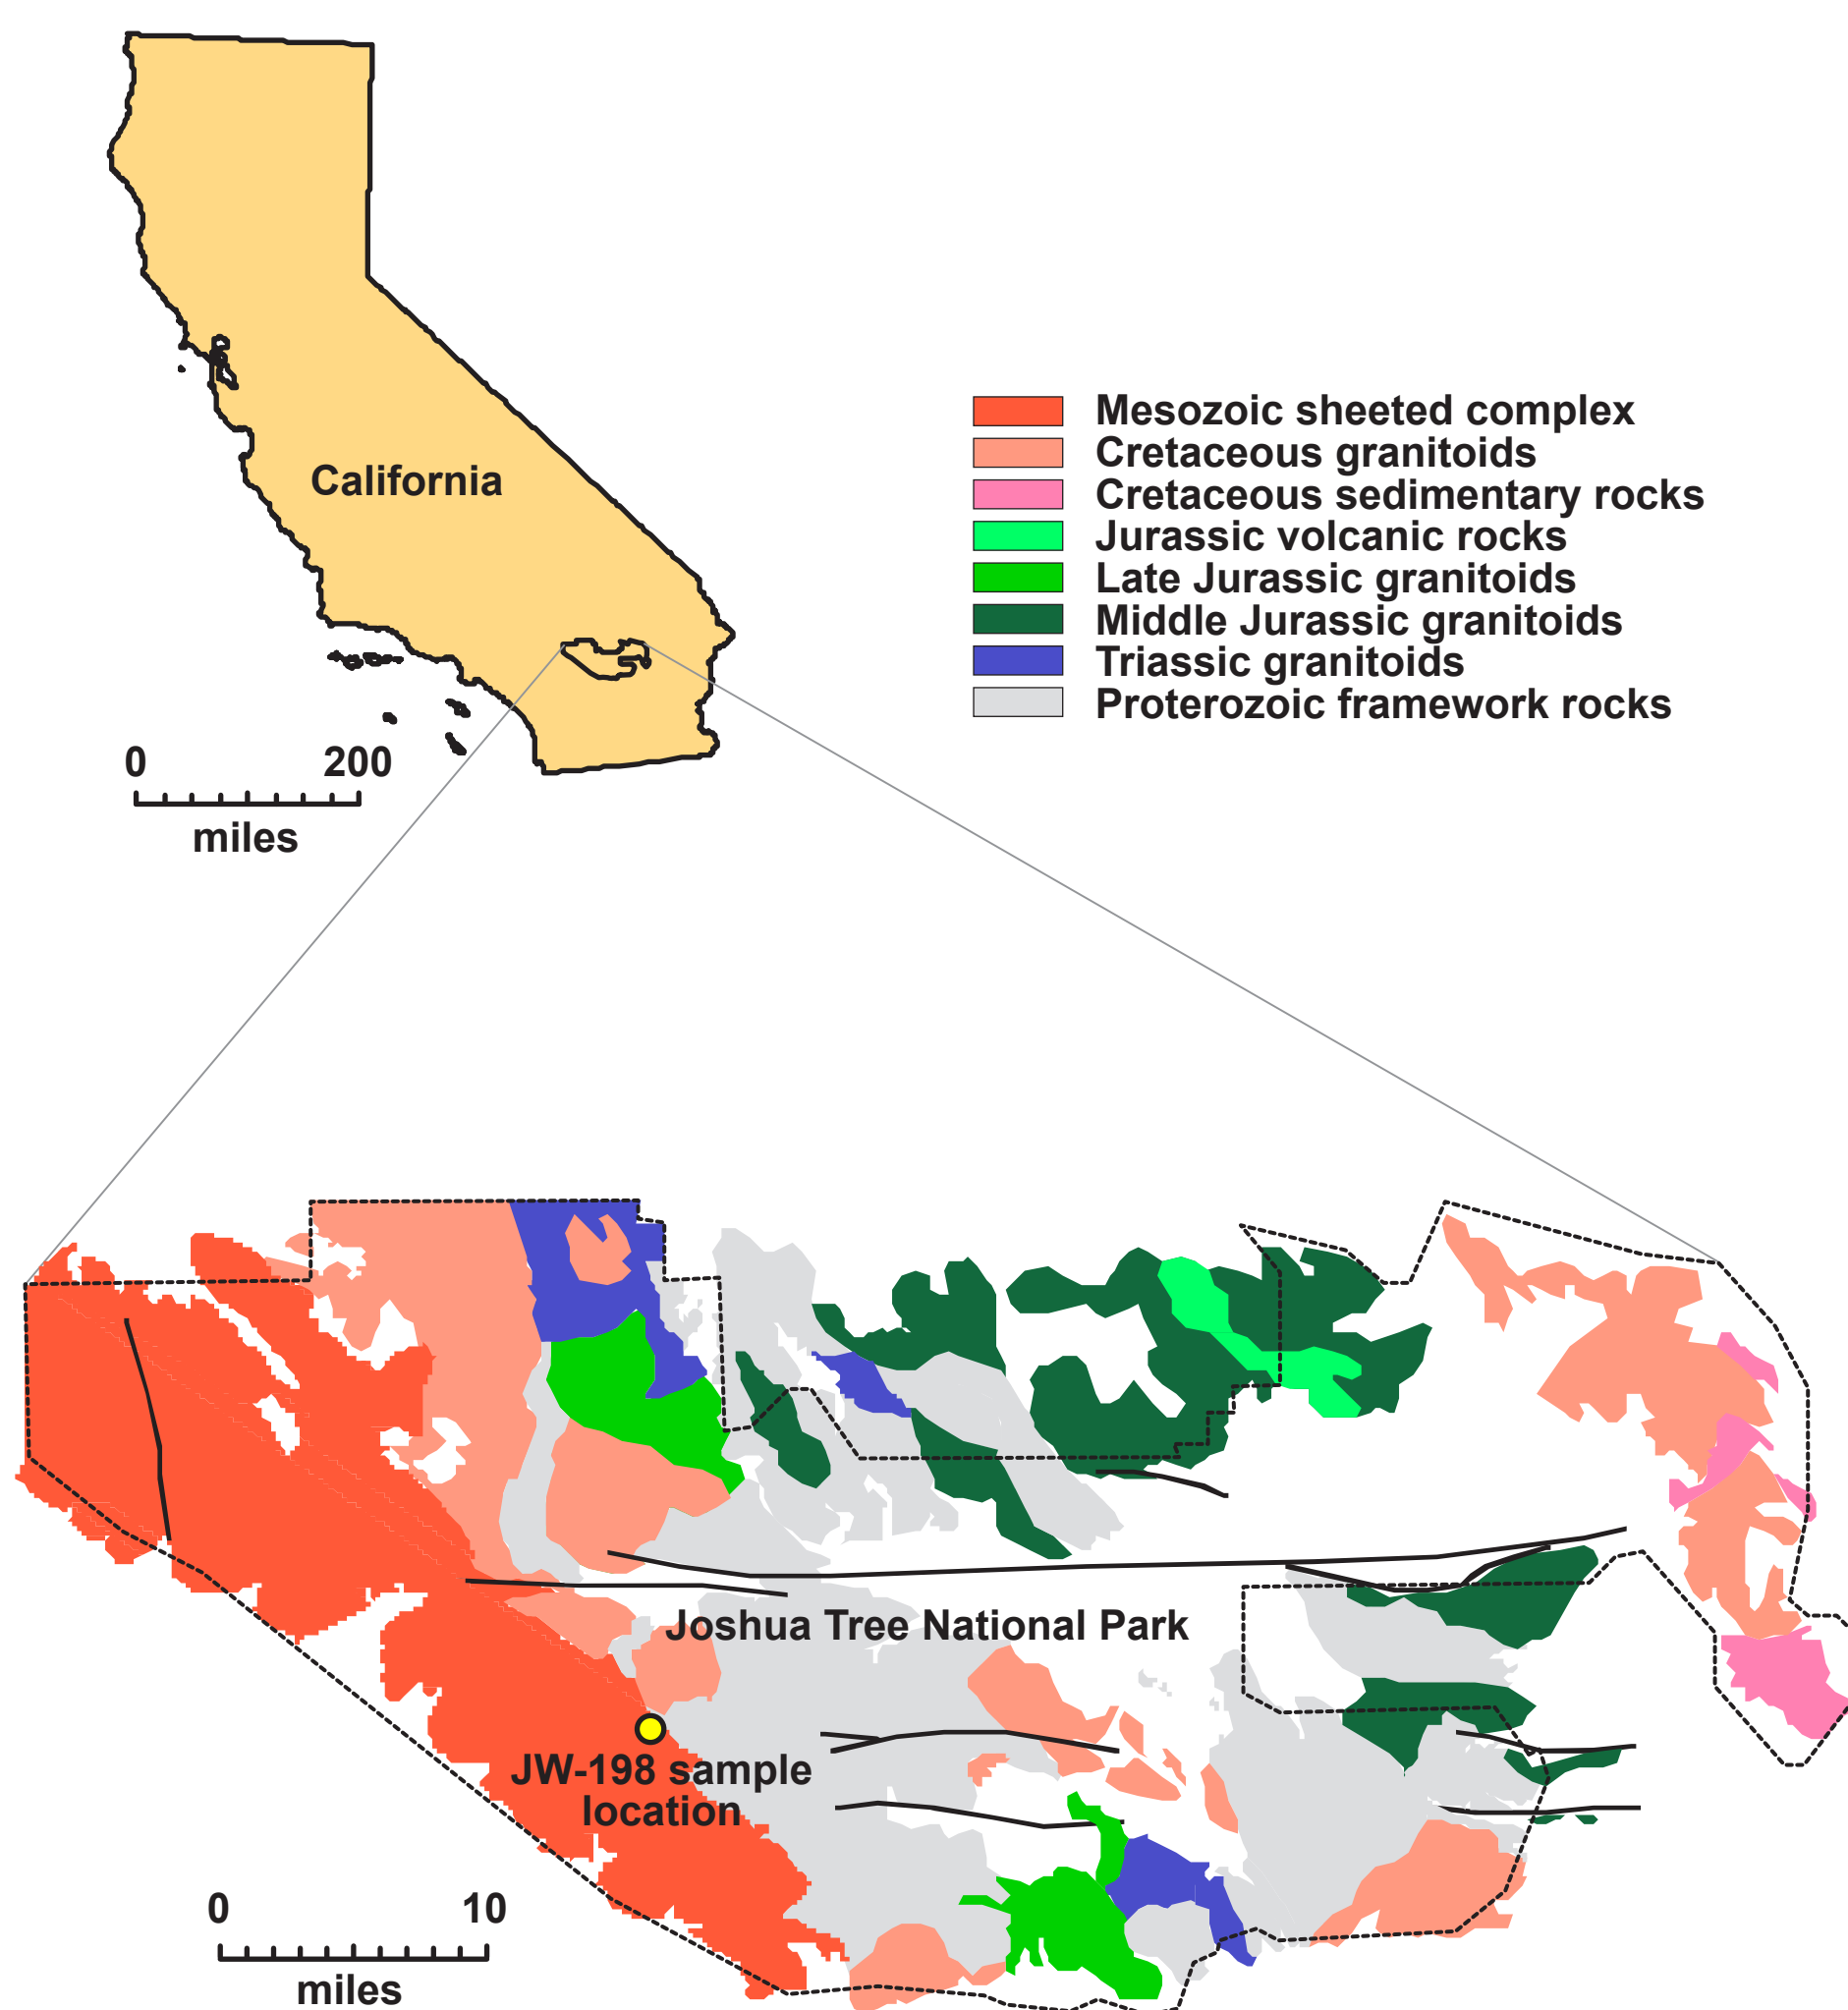 California
0 200
miles
Mesozoic sheeted complex
Cretaceous granitoids
Cretaceous sedimentary rocks
Jurassic volcanic rocks
Late Jurassic granitoids
Middle Jurassic granitoids
Triassic granitoids
Proterozoic framework rocks
Joshua Tree National Park
JW-198 sample
location
0 10
miles